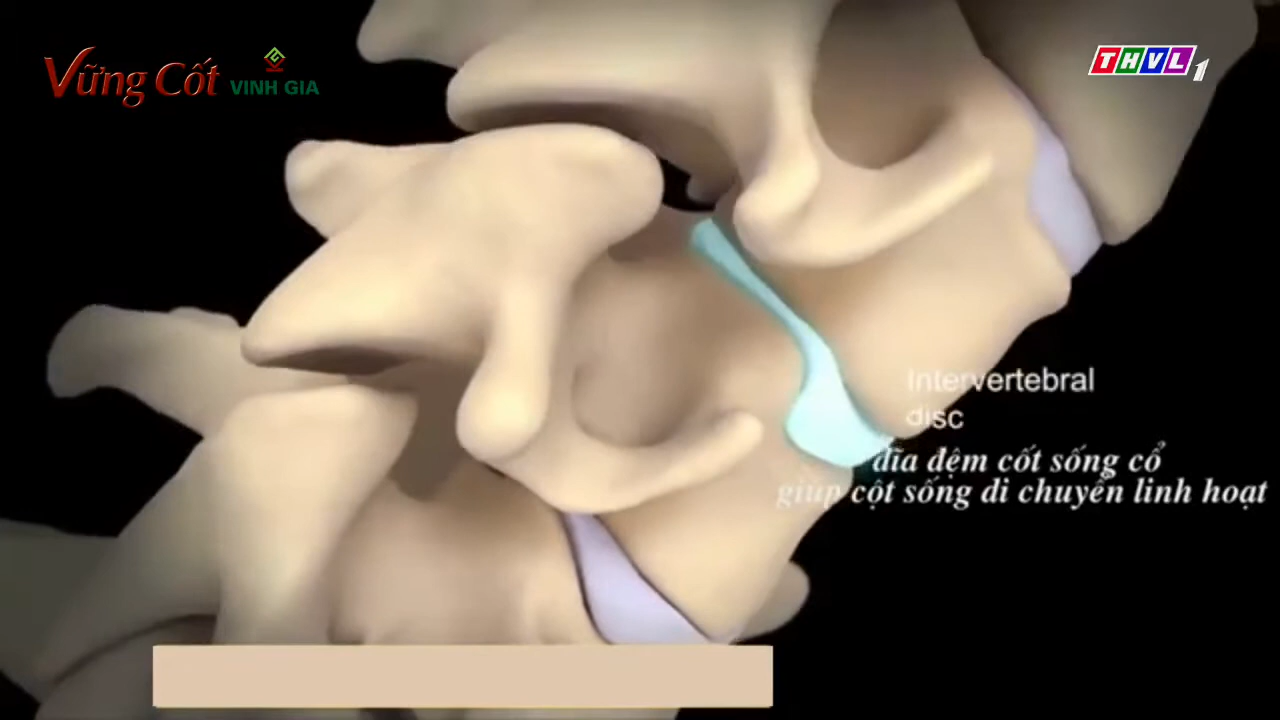 Vững Cốt VINH GIA
THVL1
Intervertebral
disc
đĩa đệm cốt sống cổ
giúp cột sống di chuyển linh hoạt